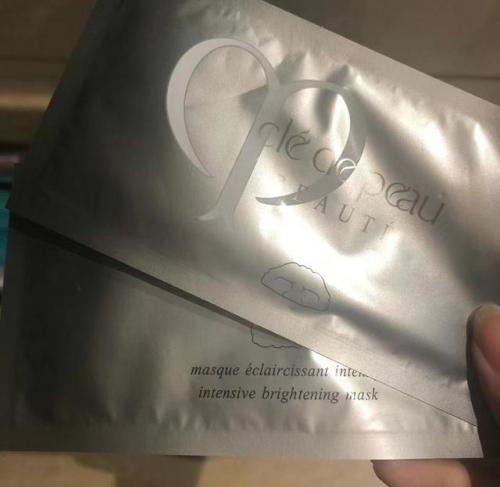 clé de peau
BEAUTÉ
masque éclaircissant
intensive brightening mask